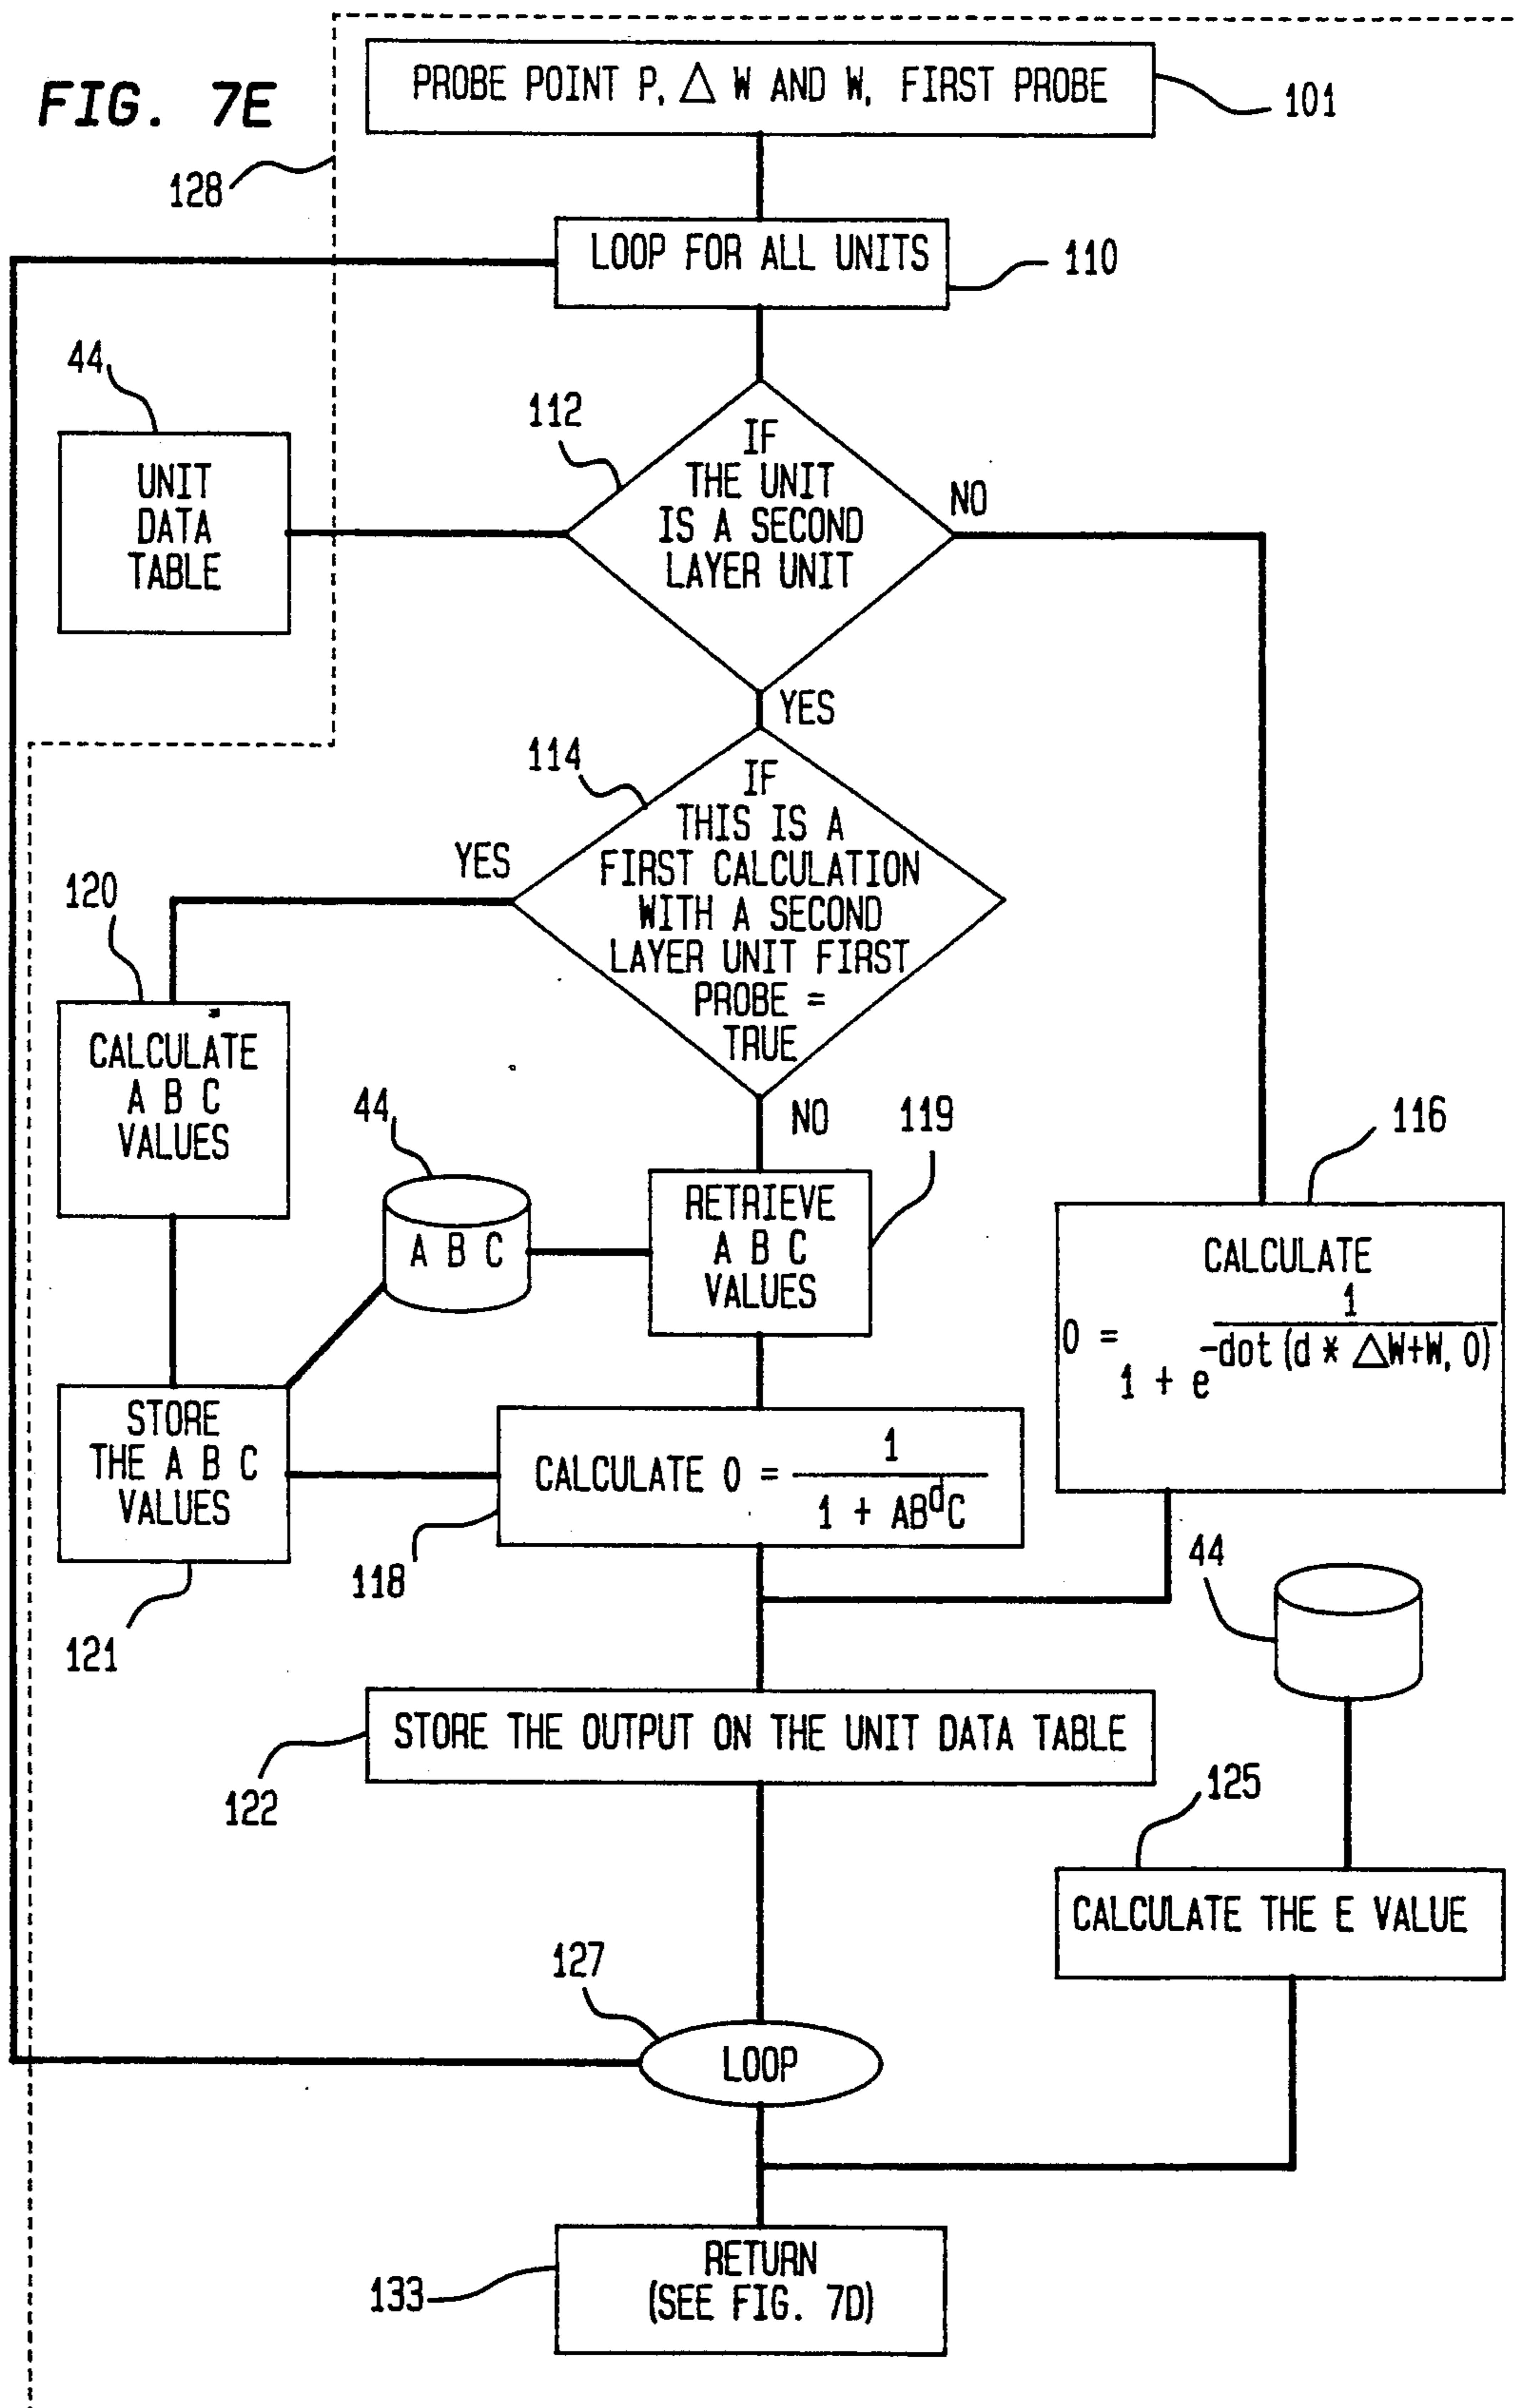 FIG. 7E
PROBE POINT P, △ W AND W, FIRST PROBE
101
128
LOOP FOR ALL UNITS
110
44
UNIT
DATA
TABLE
112
IF
THE UNIT
IS A SECOND
LAYER UNIT
NO
YES
114
IF
THIS IS A
FIRST CALCULATION
WITH A SECOND
LAYER UNIT FIRST
PROBE =
TRUE
YES
NO
120
CALCULATE
A B C
VALUES
44
A B C
119
RETRIEVE
A B C
VALUES
116
CALCULATE
1
0 =
1 + e -dot (d * △W+W, 0)
STORE
THE A B C
VALUES
121
CALCULATE 0 = 1
1 + AB^d C
118
44
STORE THE OUTPUT ON THE UNIT DATA TABLE
122
125
CALCULATE THE E VALUE
127
LOOP
RETURN
(SEE FIG. 7D)
133